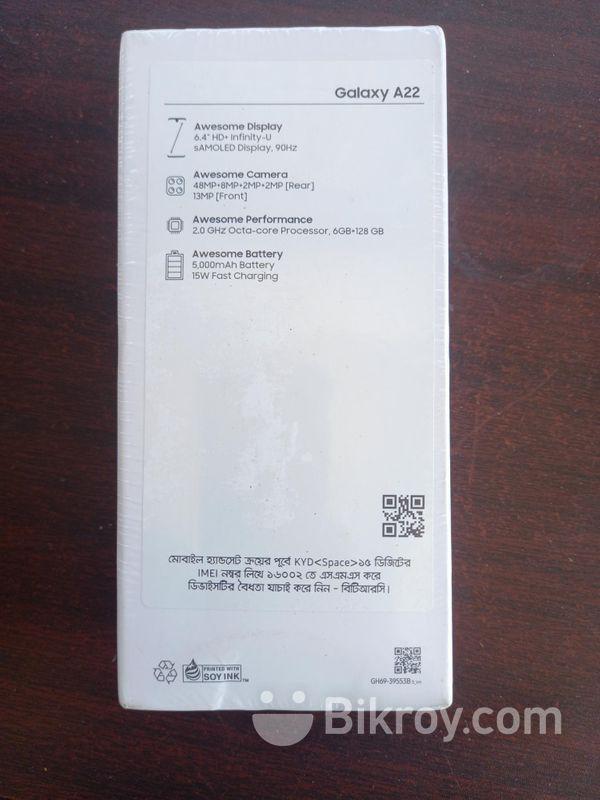 Galaxy A22
Awesome Display
6.4" HD+ Infinity-U
sAMOLED Display, 90Hz
Awesome Camera
48MP+8MP+2MP+2MP [Rear]
13MP [Front]
Awesome Performance
2.0 GHz Octa-core Processor, 6GB+128 GB
Awesome Battery
5,000mAh Battery
15W Fast Charging
মোবাইল হ্যান্ডসেট ক্রয়ের পূর্বে KYD<Space>১৫ ডিজিটের
IMEI নম্বর লিখে ১৬০০২ তে এসএমএস করে
ডিভাইসটির বৈধতা যাচাই করে নিন - বিটিআরসি।
PRINTED WITH
SOY INK™
GH69-39553B
Bikroy.com